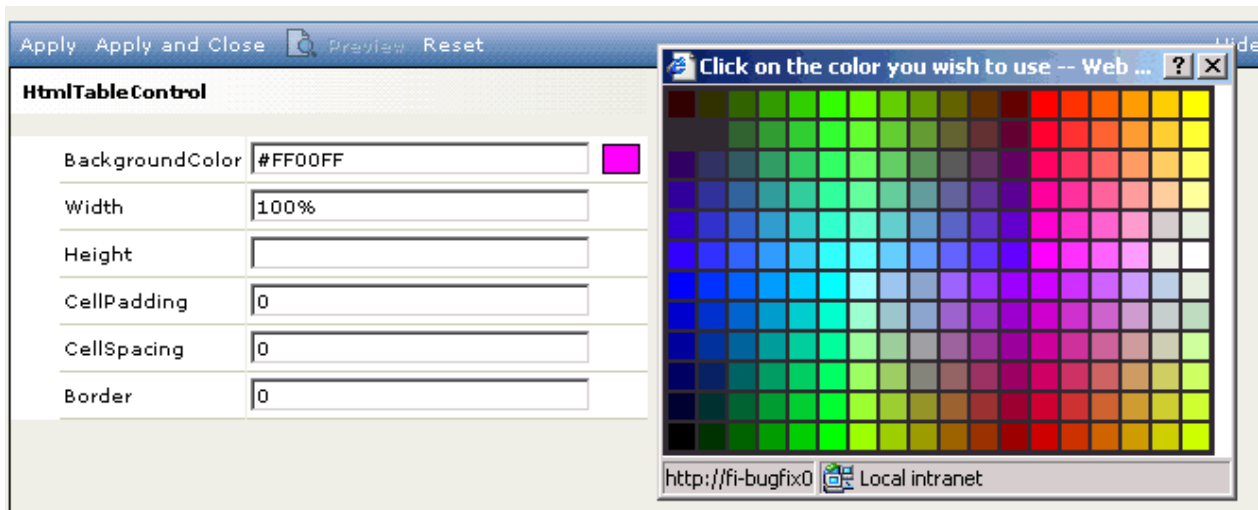 Apply Apply and Close Preview Reset Hide
Click on the color you wish to use -- Web ...
HtmlTableControl
BackgroundColor #FF00FF
Width 100%
Height
CellPadding 0
CellSpacing 0
Border 0
http://fi-bugfix0 Local intranet